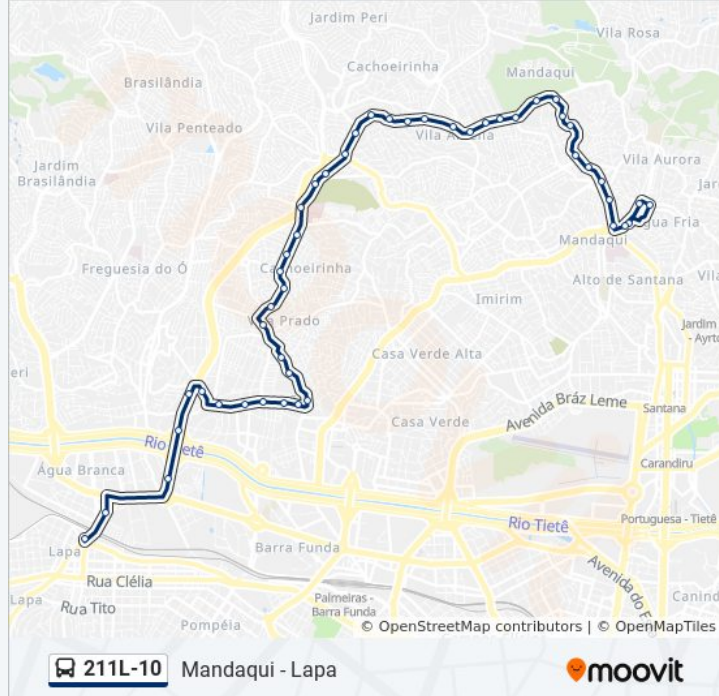 Jardim Peri
Vila Rosa
Cachoeirinha
Mandaqui
Brasilândia
Vila Penteado
Jardim
Brasilândia
Vila Aurora
Mandaqui
Freguesia do Ó
Cachoeirinha
Alto de Santana
Imirim
Vila Prado
Jardim
- Ayrto
Casa Verde Alta
Avenida Bráz Leme
Santana
Casa Verde
Rio Tietê
Carandiru
Água Branca
Rio Tietê
Portuguesa - Tietê
Lapa
Barra Funda
Rua Clélia
Lapa
Rua Tito
Palmeiras -
Barra Funda
Canind
Pompéia
© OpenStreetMap contributors | © OpenMapTiles
211L-10
Mandaqui - Lapa
moovit